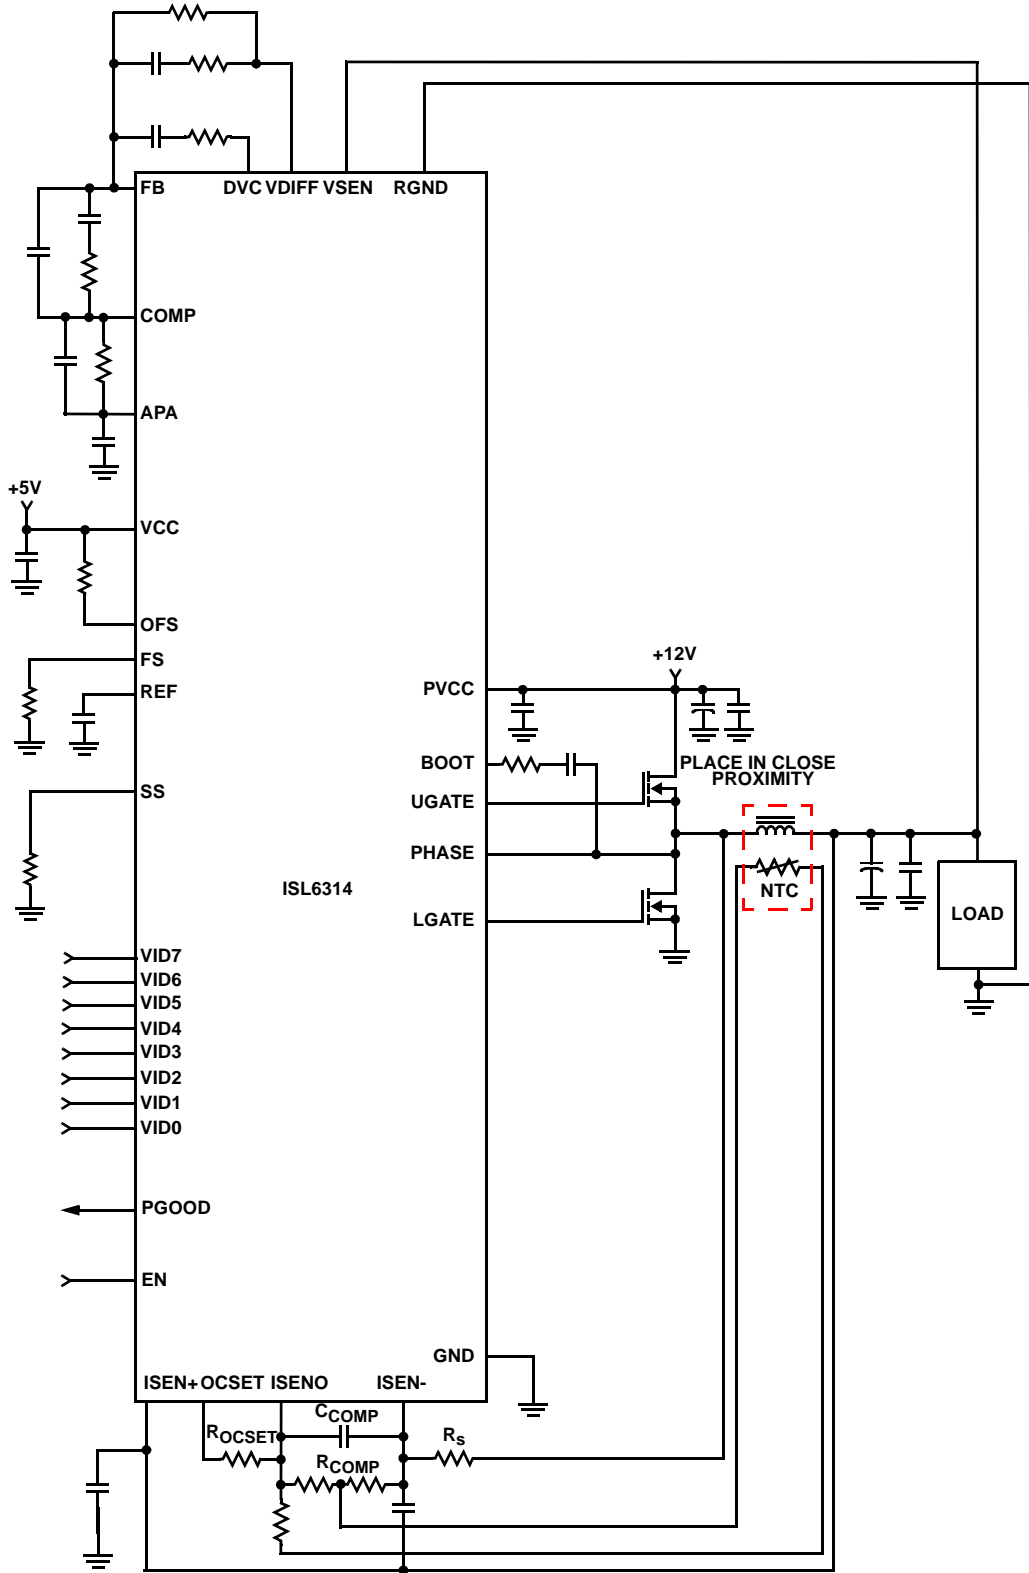 FB
DVC VDIFF VSEN RGND
COMP
APA
+5V
VCC
OFS
FS
REF
SS
+12V
PVCC
BOOT
PLACE IN CLOSE
PROXIMITY
UGATE
PHASE
ISL6314
NTC
LGATE
LOAD
VID7
VID6
VID5
VID4
VID3
VID2
VID1
VID0
PGOOD
EN
GND
ISEN+ OCSET ISENO ISEN-
CCOMP
ROCSET
RS
RCOMP